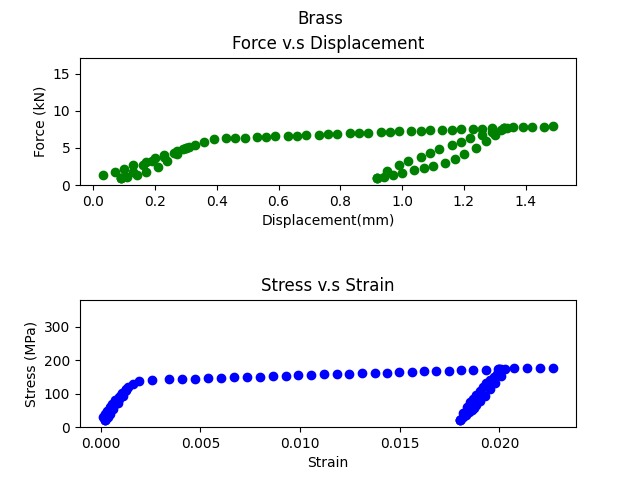 Brass
Force v.s Displacement
15
10
5
0
Force (kN)
0.0 0.2 0.4 0.6 0.8 1.0 1.2 1.4
Displacement(mm)
Stress v.s Strain
300
200
100
0
Stress (MPa)
0.000 0.005 0.010 0.015 0.020
Strain